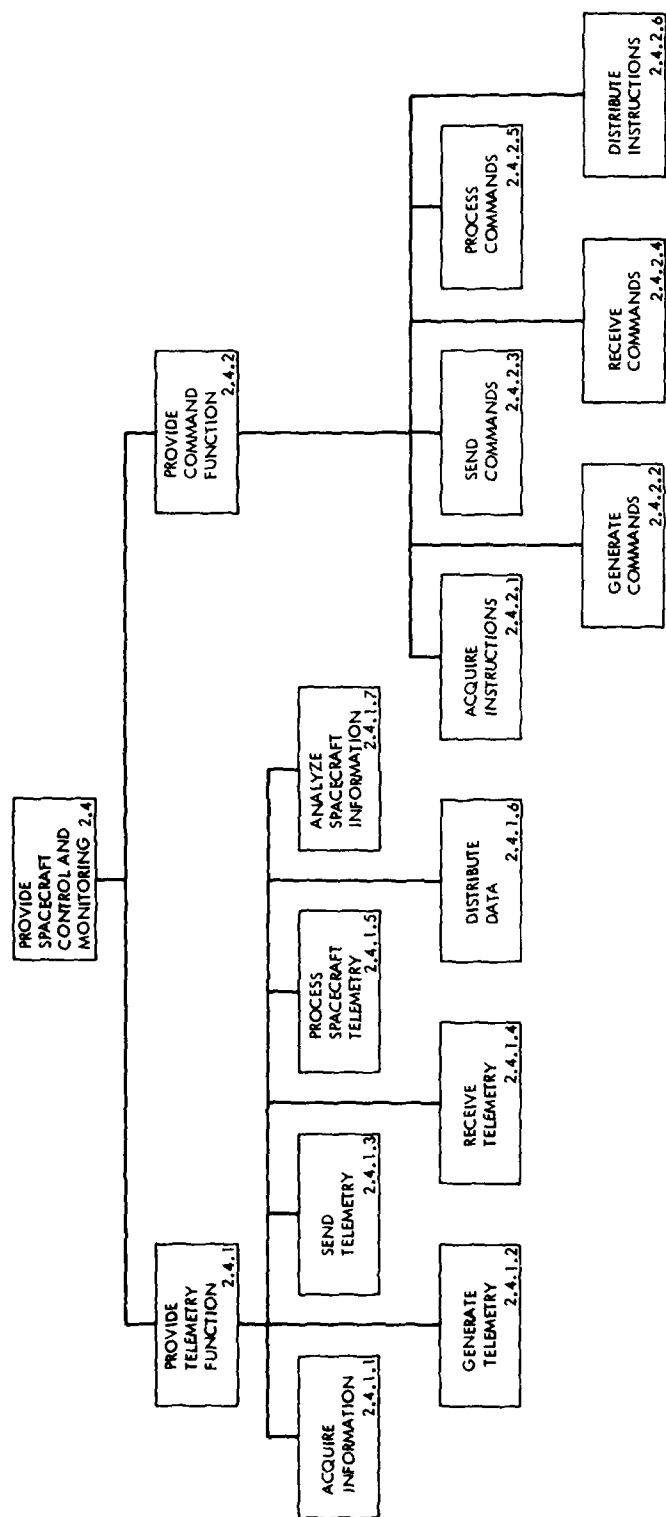 PROVIDE
SPACECRAFT
CONTROL AND
MONITORING 2.4
PROVIDE
TELEMETRY
FUNCTION
2.4.1
PROVIDE
COMMAND
FUNCTION
2.4.2
ACQUIRE
INFORMATION
2.4.1.1
SEND
TELEMETRY
2.4.1.3
PROCESS
SPACECRAFT
TELEMETRY
2.4.1.5
ANALYZE
SPACECRAFT
INFORMATION
2.4.1.7
GENERATE
TELEMETRY
2.4.1.2
RECEIVE
TELEMETRY
2.4.1.4
DISTRIBUTE
DATA
2.4.1.6
ACQUIRE
INSTRUCTIONS
2.4.2.1
SEND
COMMANDS
2.4.2.3
PROCESS
COMMANDS
2.4.2.5
GENERATE
COMMANDS
2.4.2.2
RECEIVE
COMMANDS
2.4.2.4
DISTRIBUTE
INSTRUCTIONS
2.4.2.6